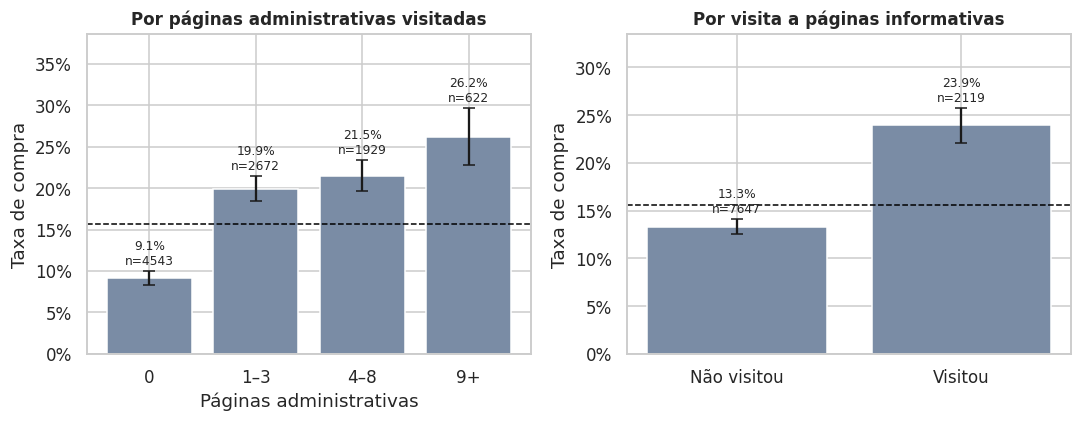 Por páginas administrativas visitadas
Taxa de compra
35%
30%
25%
20%
15%
10%
5%
0%
9.1%
n=4543
19.9%
n=2672
21.5%
n=1929
26.2%
n=622
0
1–3
4–8
9+
Páginas administrativas
Por visita a páginas informativas
Taxa de compra
30%
25%
20%
15%
10%
5%
0%
13.3%
n=7647
23.9%
n=2119
Não visitou
Visitou